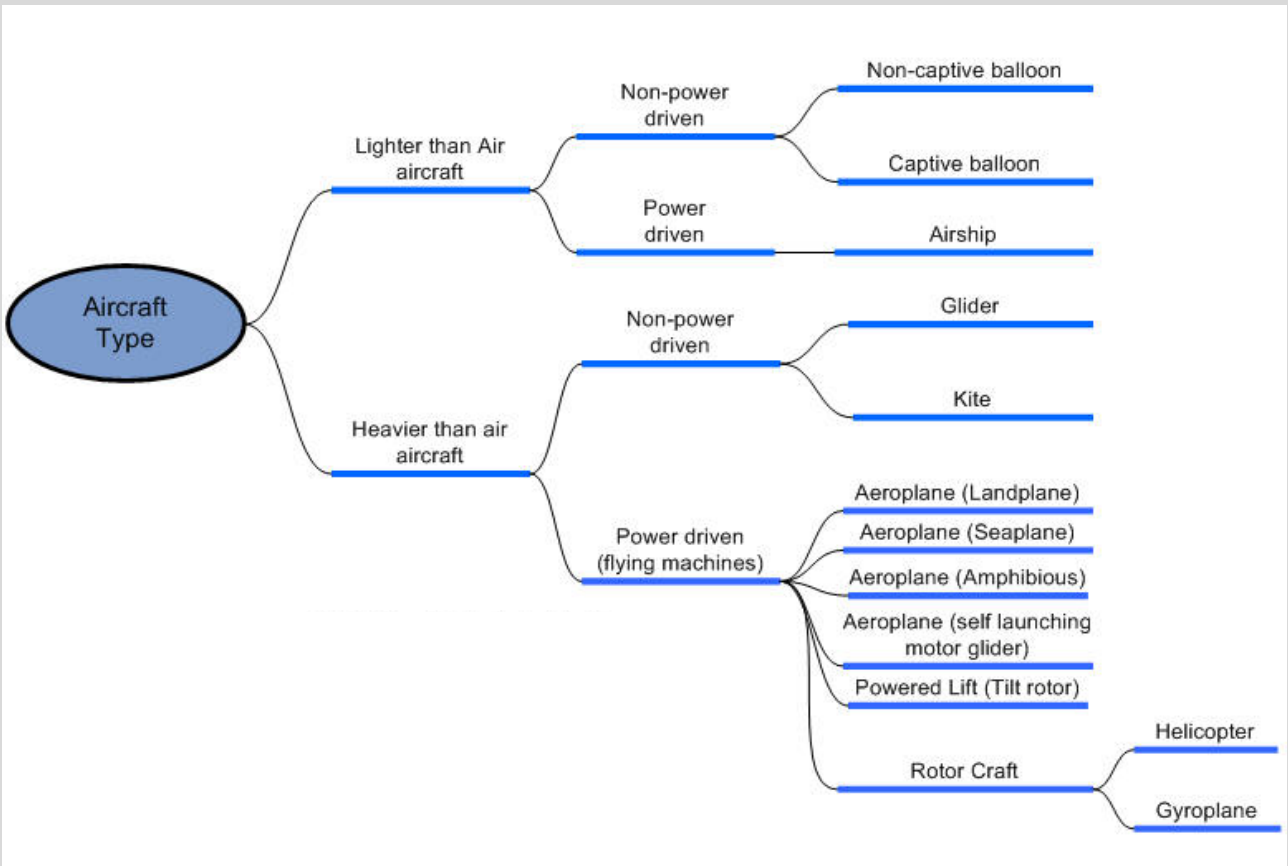 Aircraft
Type
Lighter than Air
aircraft
Non-power
driven
Non-captive balloon
Captive balloon
Power
driven
Airship
Heavier than air
aircraft
Non-power
driven
Glider
Kite
Power driven
(flying machines)
Aeroplane (Landplane)
Aeroplane (Seaplane)
Aeroplane (Amphibious)
Aeroplane (self launching
motor glider)
Powered Lift (Tilt rotor)
Rotor Craft
Helicopter
Gyroplane